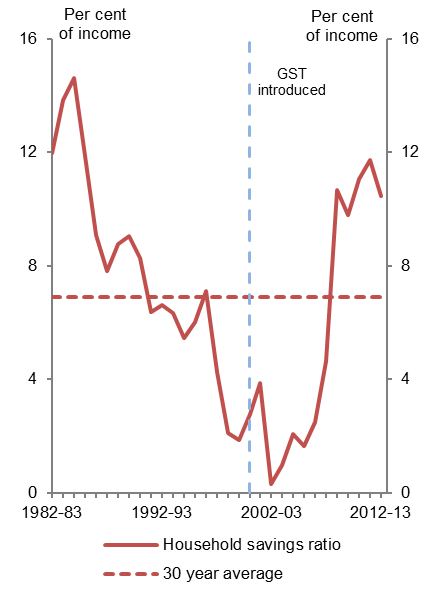 Per cent
of income
Per cent
of income
16
16
GST
introduced
12
12
8
8
4
4
0
0
1982–83
1992–93
2002–03
2012–13
Household savings ratio
30 year average